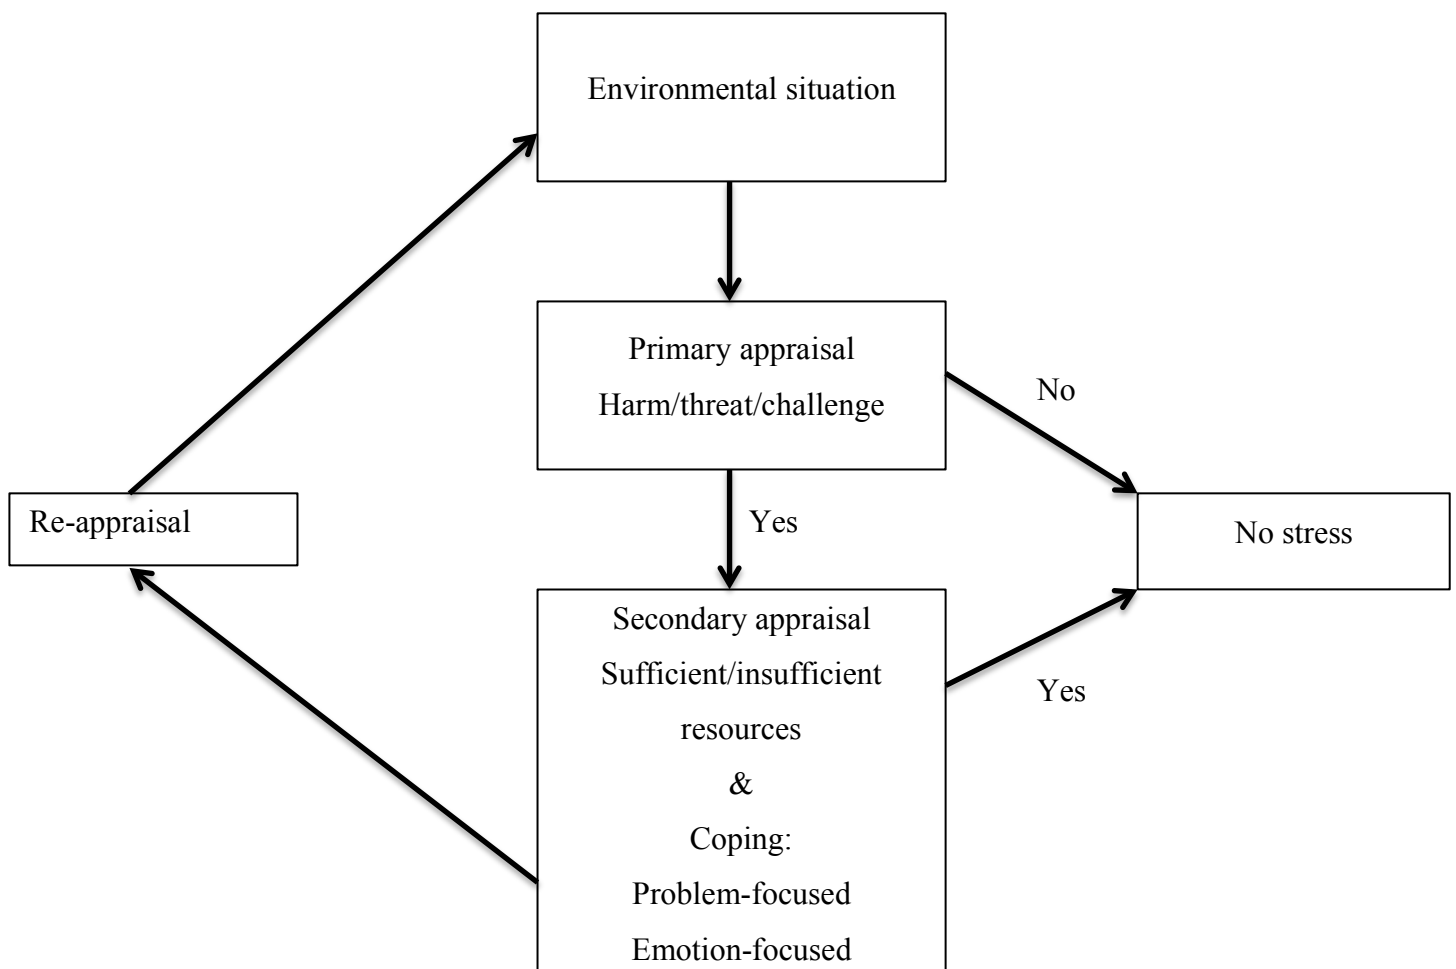 Environmental situation
Primary appraisal
Harm/threat/challenge
No
Re-appraisal
Yes
No stress
Secondary appraisal
Sufficient/insufficient
resources
&
Coping:
Problem-focused
Emotion-focused
Yes